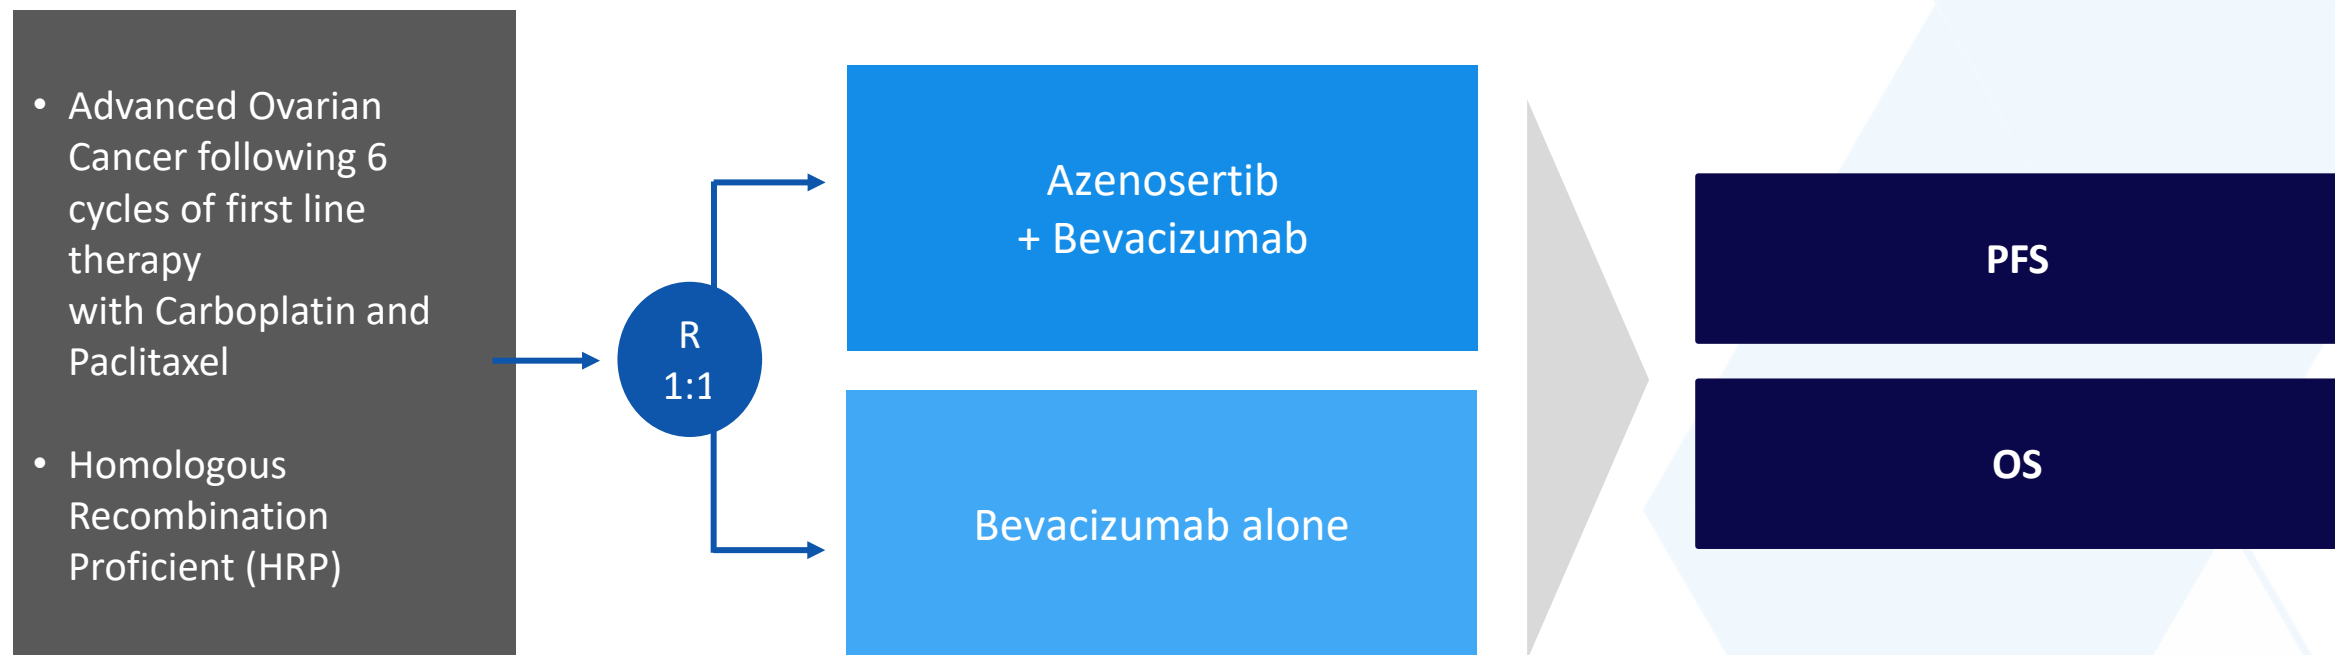 • Advanced Ovarian
Cancer following 6
cycles of first line
therapy
with Carboplatin and
Paclitaxel
• Homologous
Recombination
Proficient (HRP)
R
1:1
Azenosertib
+ Bevacizumab
Bevacizumab alone
PFS
OS